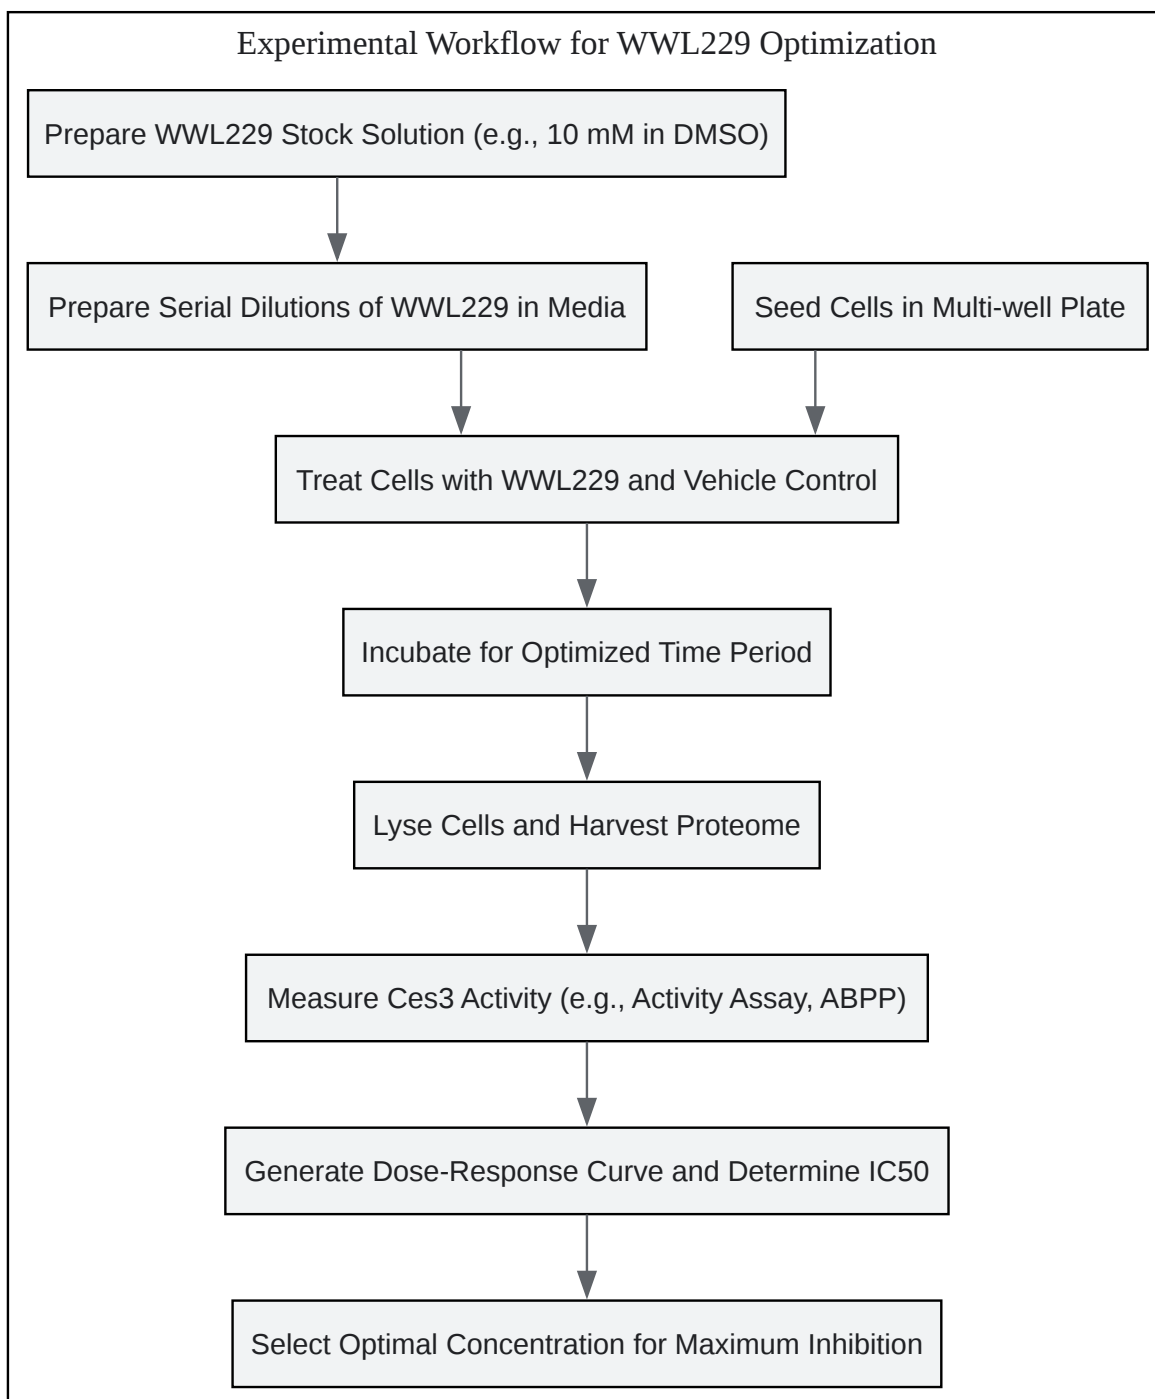 Experimental Workflow for WWL229 Optimization
Prepare WWL229 Stock Solution (e.g., 10 mM in DMSO)
Prepare Serial Dilutions of WWL229 in Media
Seed Cells in Multi-well Plate
Treat Cells with WWL229 and Vehicle Control
Incubate for Optimized Time Period
Lyse Cells and Harvest Proteome
Measure Ces3 Activity (e.g., Activity Assay, ABPP)
Generate Dose-Response Curve and Determine IC50
Select Optimal Concentration for Maximum Inhibition